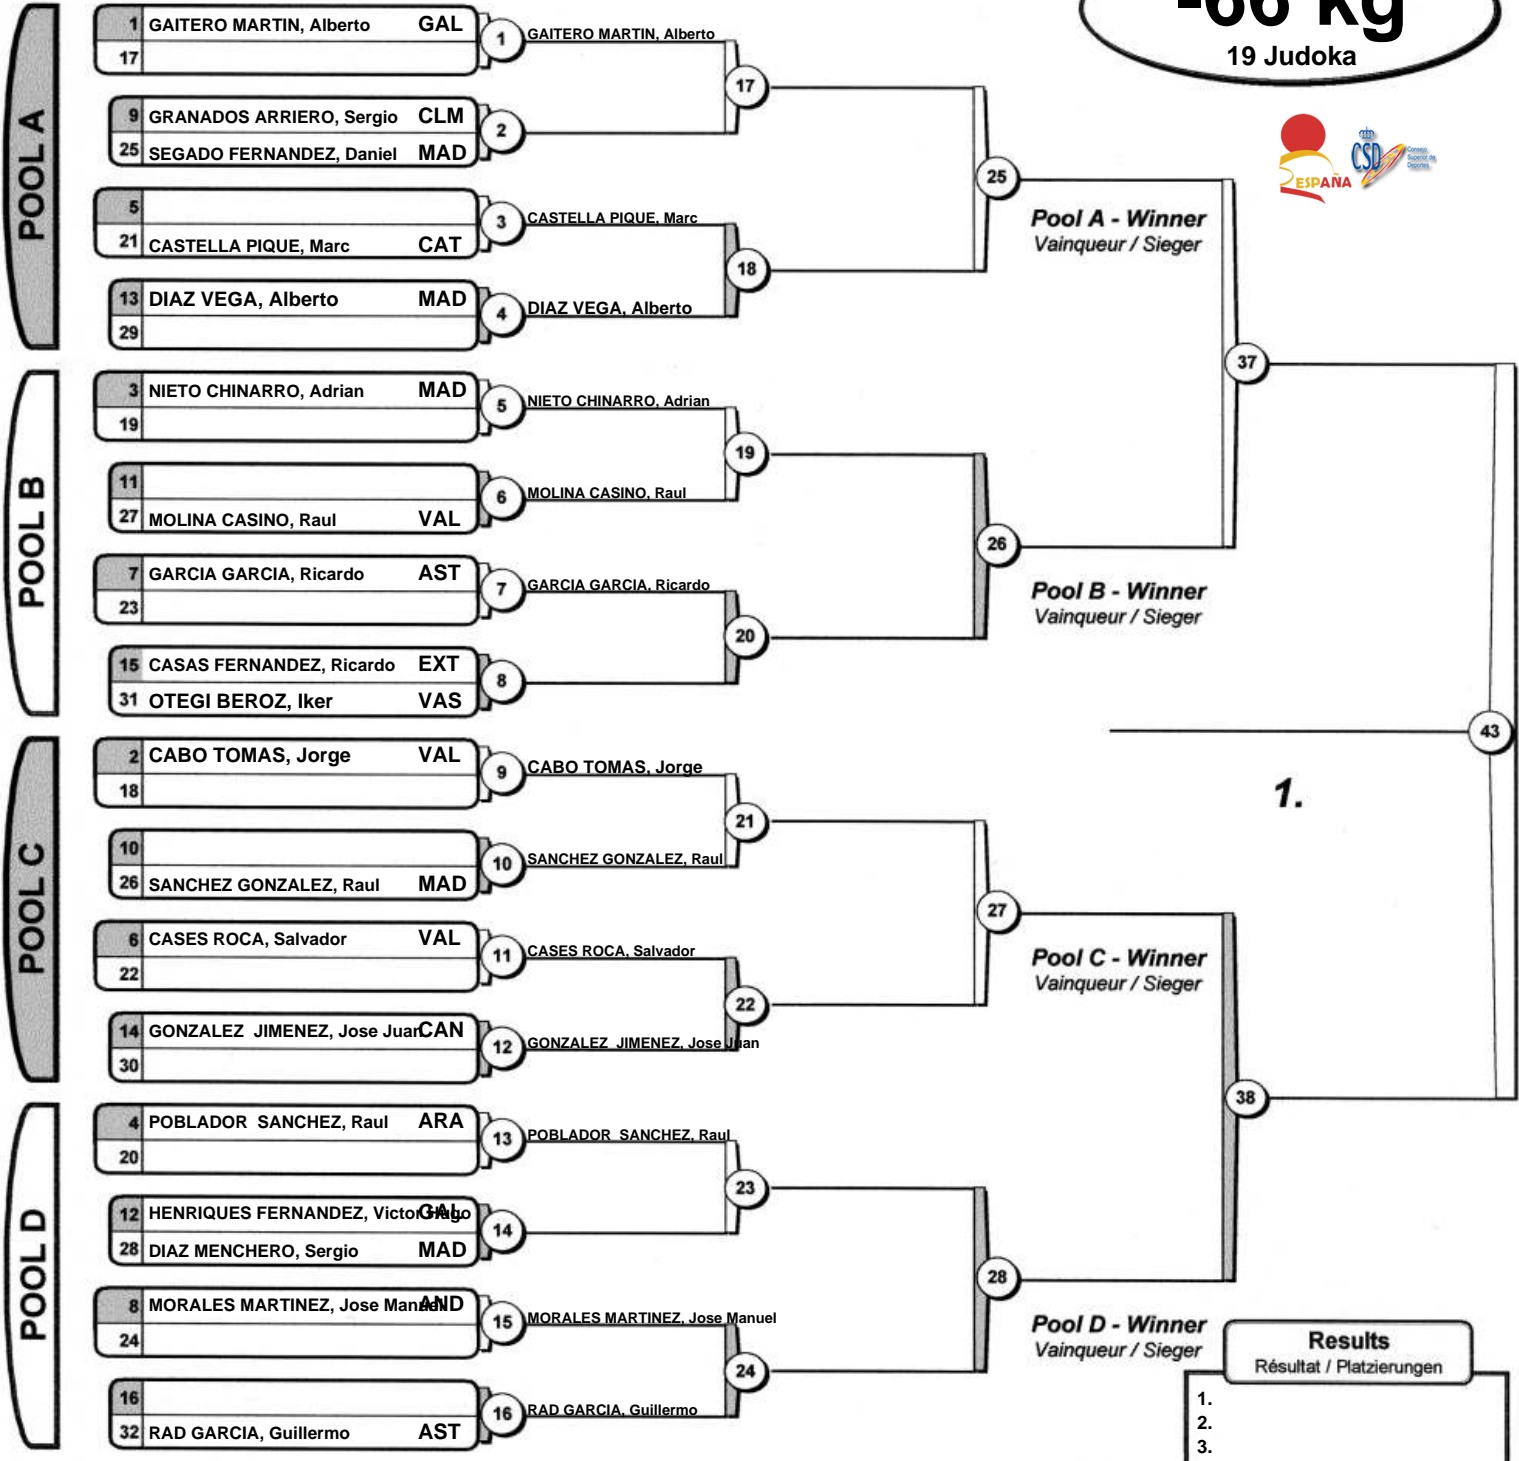 -66 kg
19 Judoka
ESPAÑA
CSD
Consejo
Superior de
Deportes
POOL A
1 GAITERO MARTIN, Alberto GAL
17
1 GAITERO MARTIN, Alberto
9 GRANADOS ARRIERO, Sergio CLM
25 SEGADO FERNANDEZ, Daniel MAD
2
17
5
21 CASTELLA PIQUE, Marc CAT
3 CASTELLA PIQUE, Marc
13 DIAZ VEGA, Alberto MAD
29
4 DIAZ VEGA, Alberto
18
25
Pool A - Winner
Vainqueur / Sieger
POOL B
3 NIETO CHINARRO, Adrian MAD
19
5 NIETO CHINARRO, Adrian
11
27 MOLINA CASINO, Raul VAL
6 MOLINA CASINO, Raul
19
7 GARCIA GARCIA, Ricardo AST
23
7 GARCIA GARCIA, Ricardo
15 CASAS FERNANDEZ, Ricardo EXT
31 OTEGI BEROZ, Iker VAS
8
20
26
Pool B - Winner
Vainqueur / Sieger
37
POOL C
2 CABO TOMAS, Jorge VAL
18
9 CABO TOMAS, Jorge
10
26 SANCHEZ GONZALEZ, Raul MAD
10 SANCHEZ GONZALEZ, Raul
21
6 CASES ROCA, Salvador VAL
22
11 CASES ROCA, Salvador
14 GONZALEZ JIMENEZ, Jose Juan CAN
30
12 GONZALEZ JIMENEZ, Jose Juan
22
27
Pool C - Winner
Vainqueur / Sieger
POOL D
4 POBLADOR SANCHEZ, Raul ARA
20
13 POBLADOR SANCHEZ, Raul
12 HENRIQUES FERNANDEZ, Victor Hugo GAL
28 DIAZ MENCHERO, Sergio MAD
14
23
8 MORALES MARTINEZ, Jose Manuel AND
24
15 MORALES MARTINEZ, Jose Manuel
16
32 RAD GARCIA, Guillermo AST
16 RAD GARCIA, Guillermo
24
28
Pool D - Winner
Vainqueur / Sieger
38
43
1.
Results
Résultat / Platzierungen
1.
2.
3.